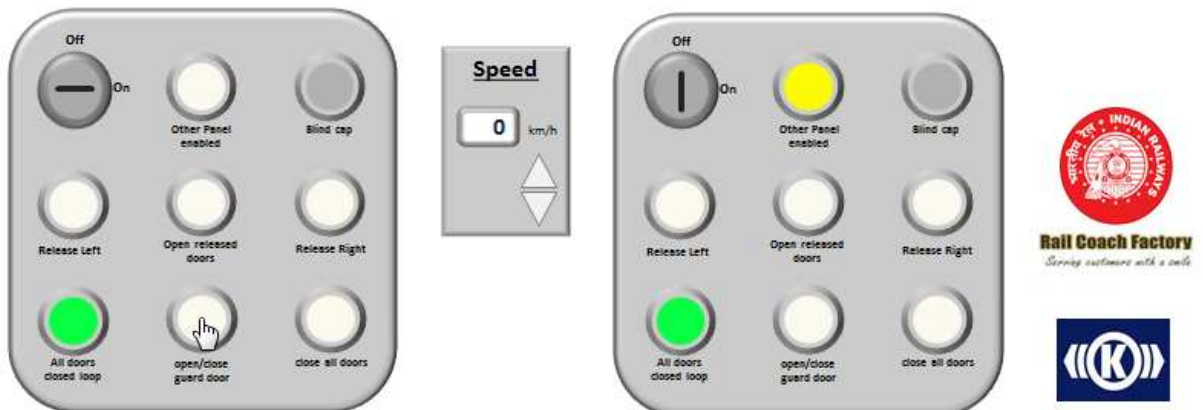 Off
On
Other Panel
enabled
Blind cap
Release Left
Open released
doors
Release Right
All doors
closed loop
open/close
guard door
close all doors
Speed
0 km/h
Off
On
Other Panel
enabled
Blind cap
Release Left
Open released
doors
Release Right
All doors
closed loop
open/close
guard door
close all doors
भारतीय रेल • INDIAN RAILWAYS
Rail Coach Factory
Serving customers with a smile
K